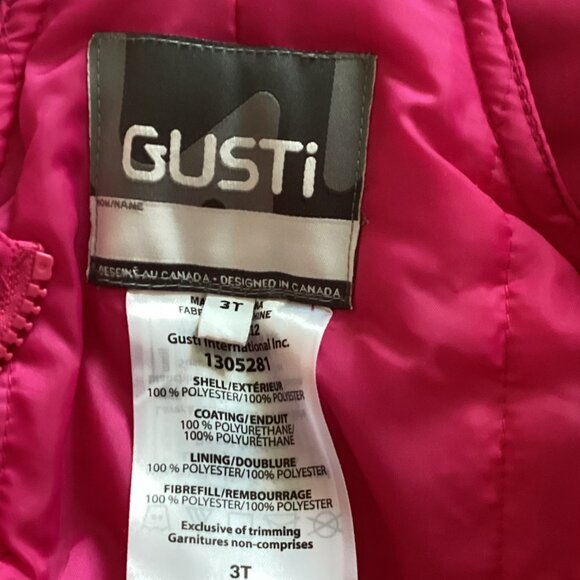 GUSTi
NOM/NAME
DESSINÉ AU CANADA • DESIGNED IN CANADA
3T
Gusti International Inc.
1305281
SHELL/EXTÉRIEUR
100 % POLYESTER/100% POLYESTER
COATING/ENDUIT
100 % POLYURETHANE/
100% POLYURETHANE
LINING/DOUBLURE
100 % POLYESTER/100% POLYESTER
FIBREFILL/REMBOURRAGE
100 % POLYESTER/100% POLYESTER
Exclusive of trimming
Garnitures non-comprises
3T